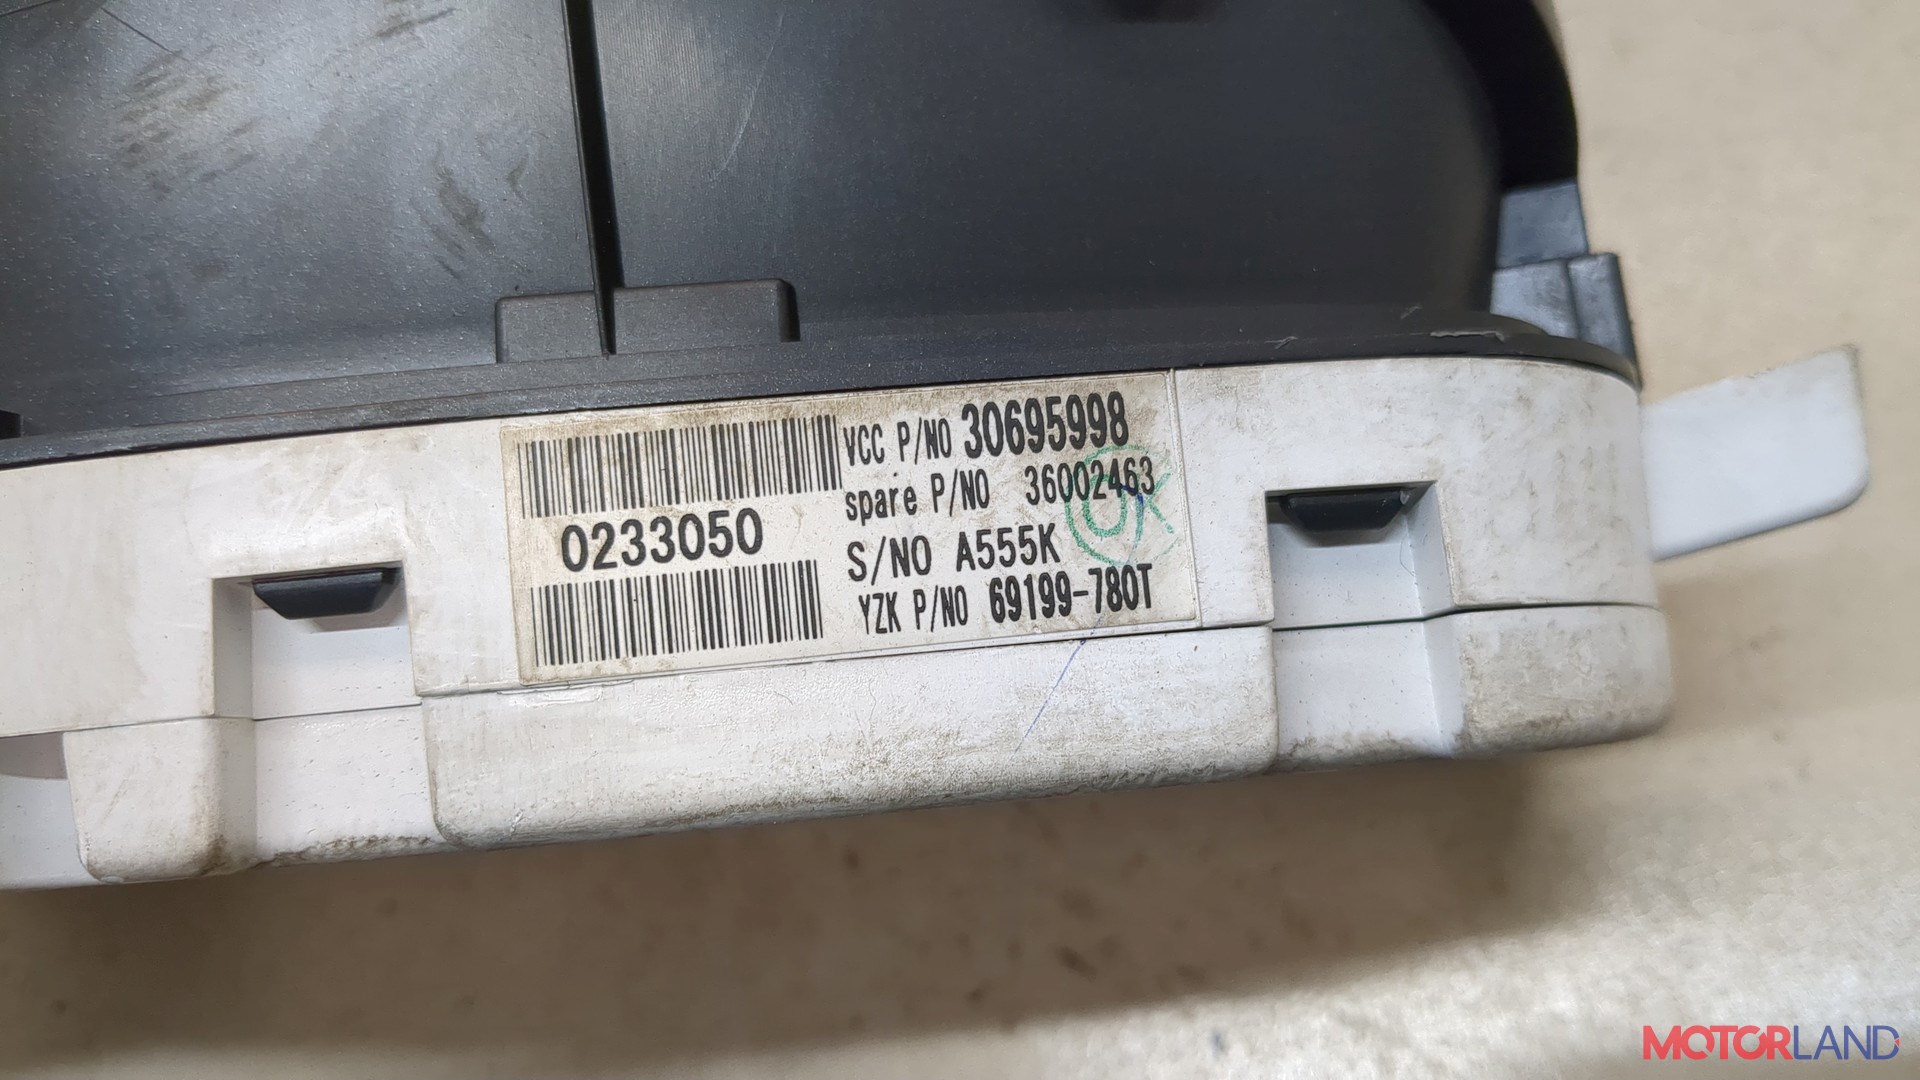 VCC P/NO 30695998
spare P/NO 36002463
0233050
S/NO A555K
OK
YZK P/NO 69199-780T
MOTORLAND